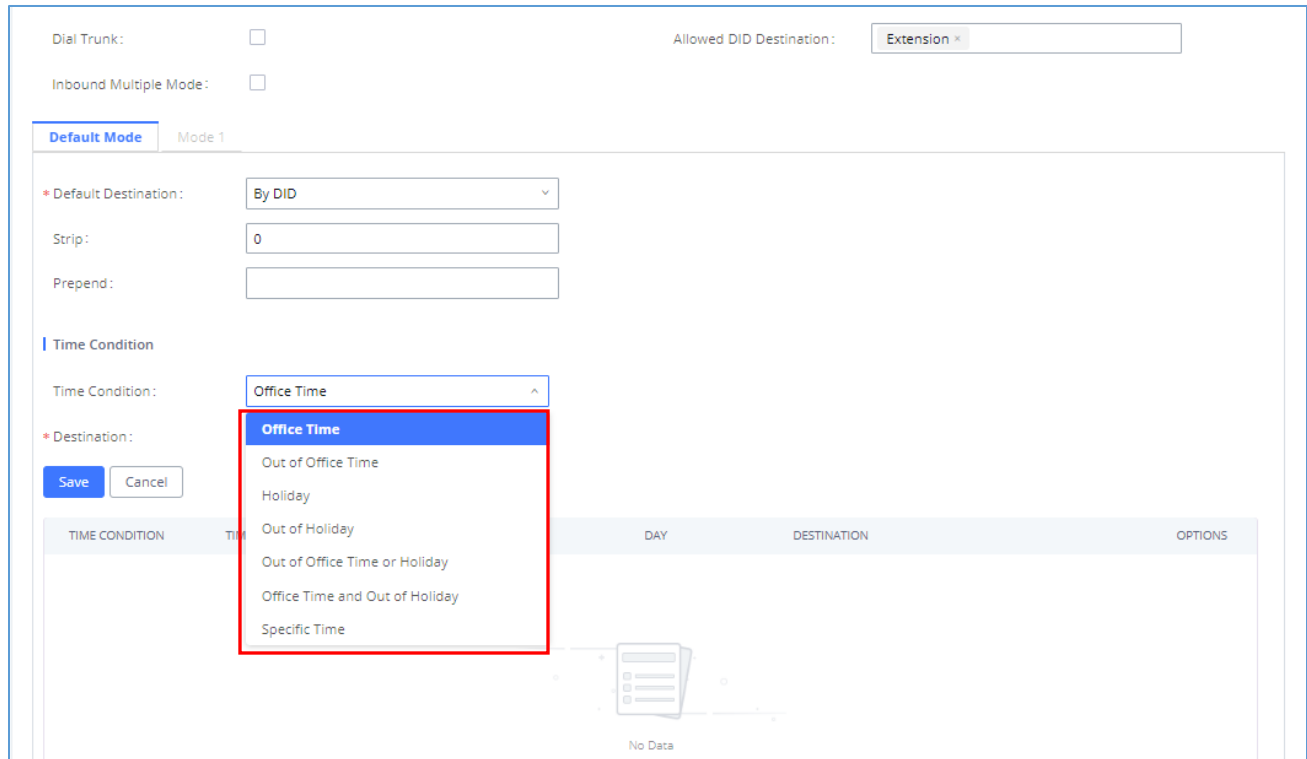 Dial Trunk :
Allowed DID Destination : Extension ×
Inbound Multiple Mode :
Default Mode Mode 1
* Default Destination : By DID
Strip : 0
Prepend :
Time Condition
Time Condition : Office Time
* Destination :
Office Time
Out of Office Time
Holiday
Out of Holiday
Out of Office Time or Holiday
Office Time and Out of Holiday
Specific Time
Save Cancel
TIME CONDITION TIM DAY DESTINATION OPTIONS
No Data